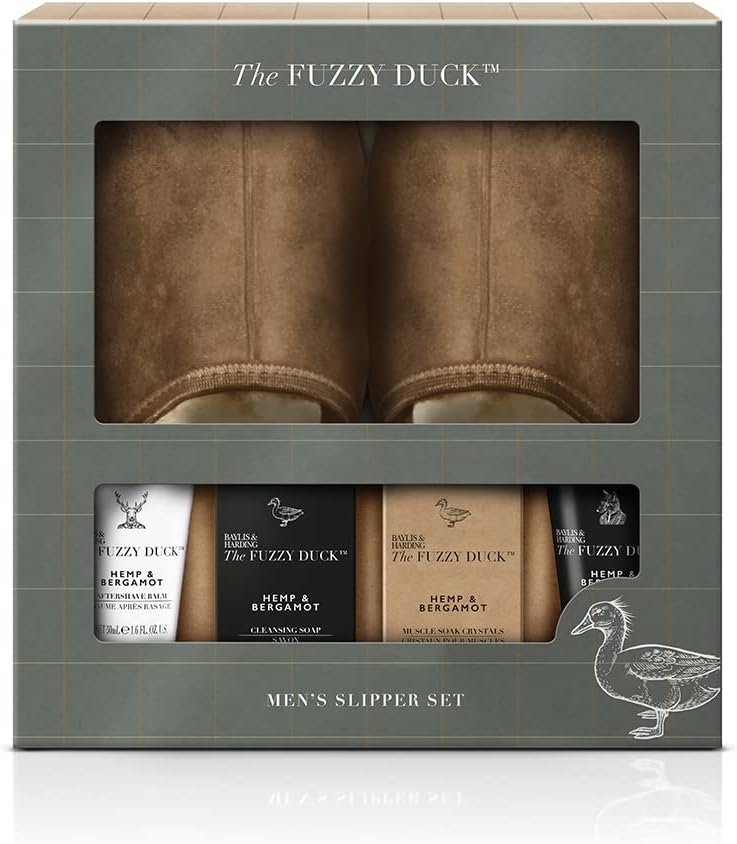 The FUZZY DUCK™
FUZZY DUCK™
HEMP &
BERGAMOT
AFTERSHAVE BALM
APRÈS RASAGE
50mL ℮ 1.6 FL. OZ. U.S.
BAYLIS &
HARDING
The FUZZY DUCK™
HEMP &
BERGAMOT
CLEANSING SOAP
SAVON
BAYLIS &
HARDING
The FUZZY DUCK™
HEMP &
BERGAMOT
MUSCLE SOAK CRYSTALS
CRISTAUX POUR MUSCLES
BAYLIS &
HARDING
The FUZZY DU
HEMP &
MEN'S SLIPPER SET